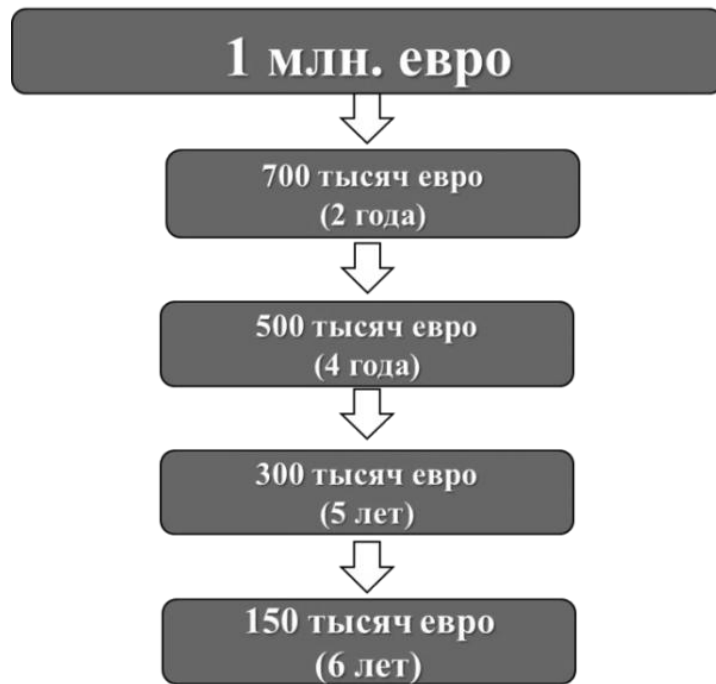 1 млн. евро
700 тысяч евро
(2 года)
500 тысяч евро
(4 года)
300 тысяч евро
(5 лет)
150 тысяч евро
(6 лет)